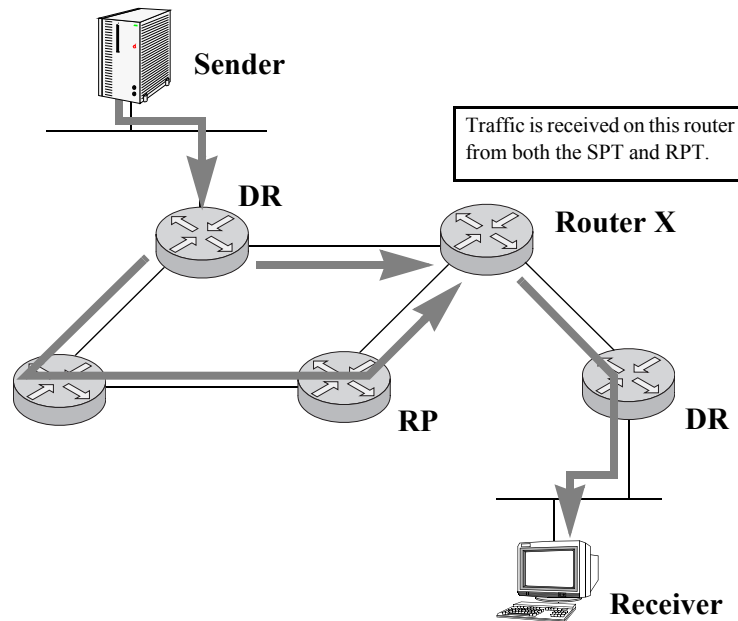 Sender
Traffic is received on this router
from both the SPT and RPT.
DR
Router X
RP
DR
Receiver